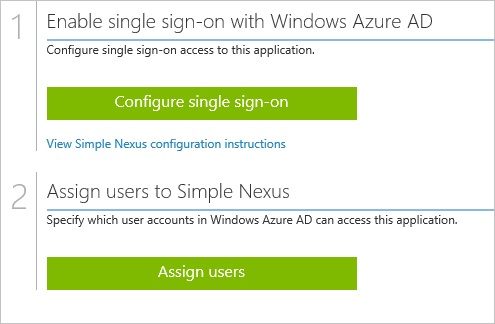 1
Enable single sign-on with Windows Azure AD
Configure single sign-on access to this application.
Configure single sign-on
View Simple Nexus configuration instructions
2
Assign users to Simple Nexus
Specify which user accounts in Windows Azure AD can access this application.
Assign users